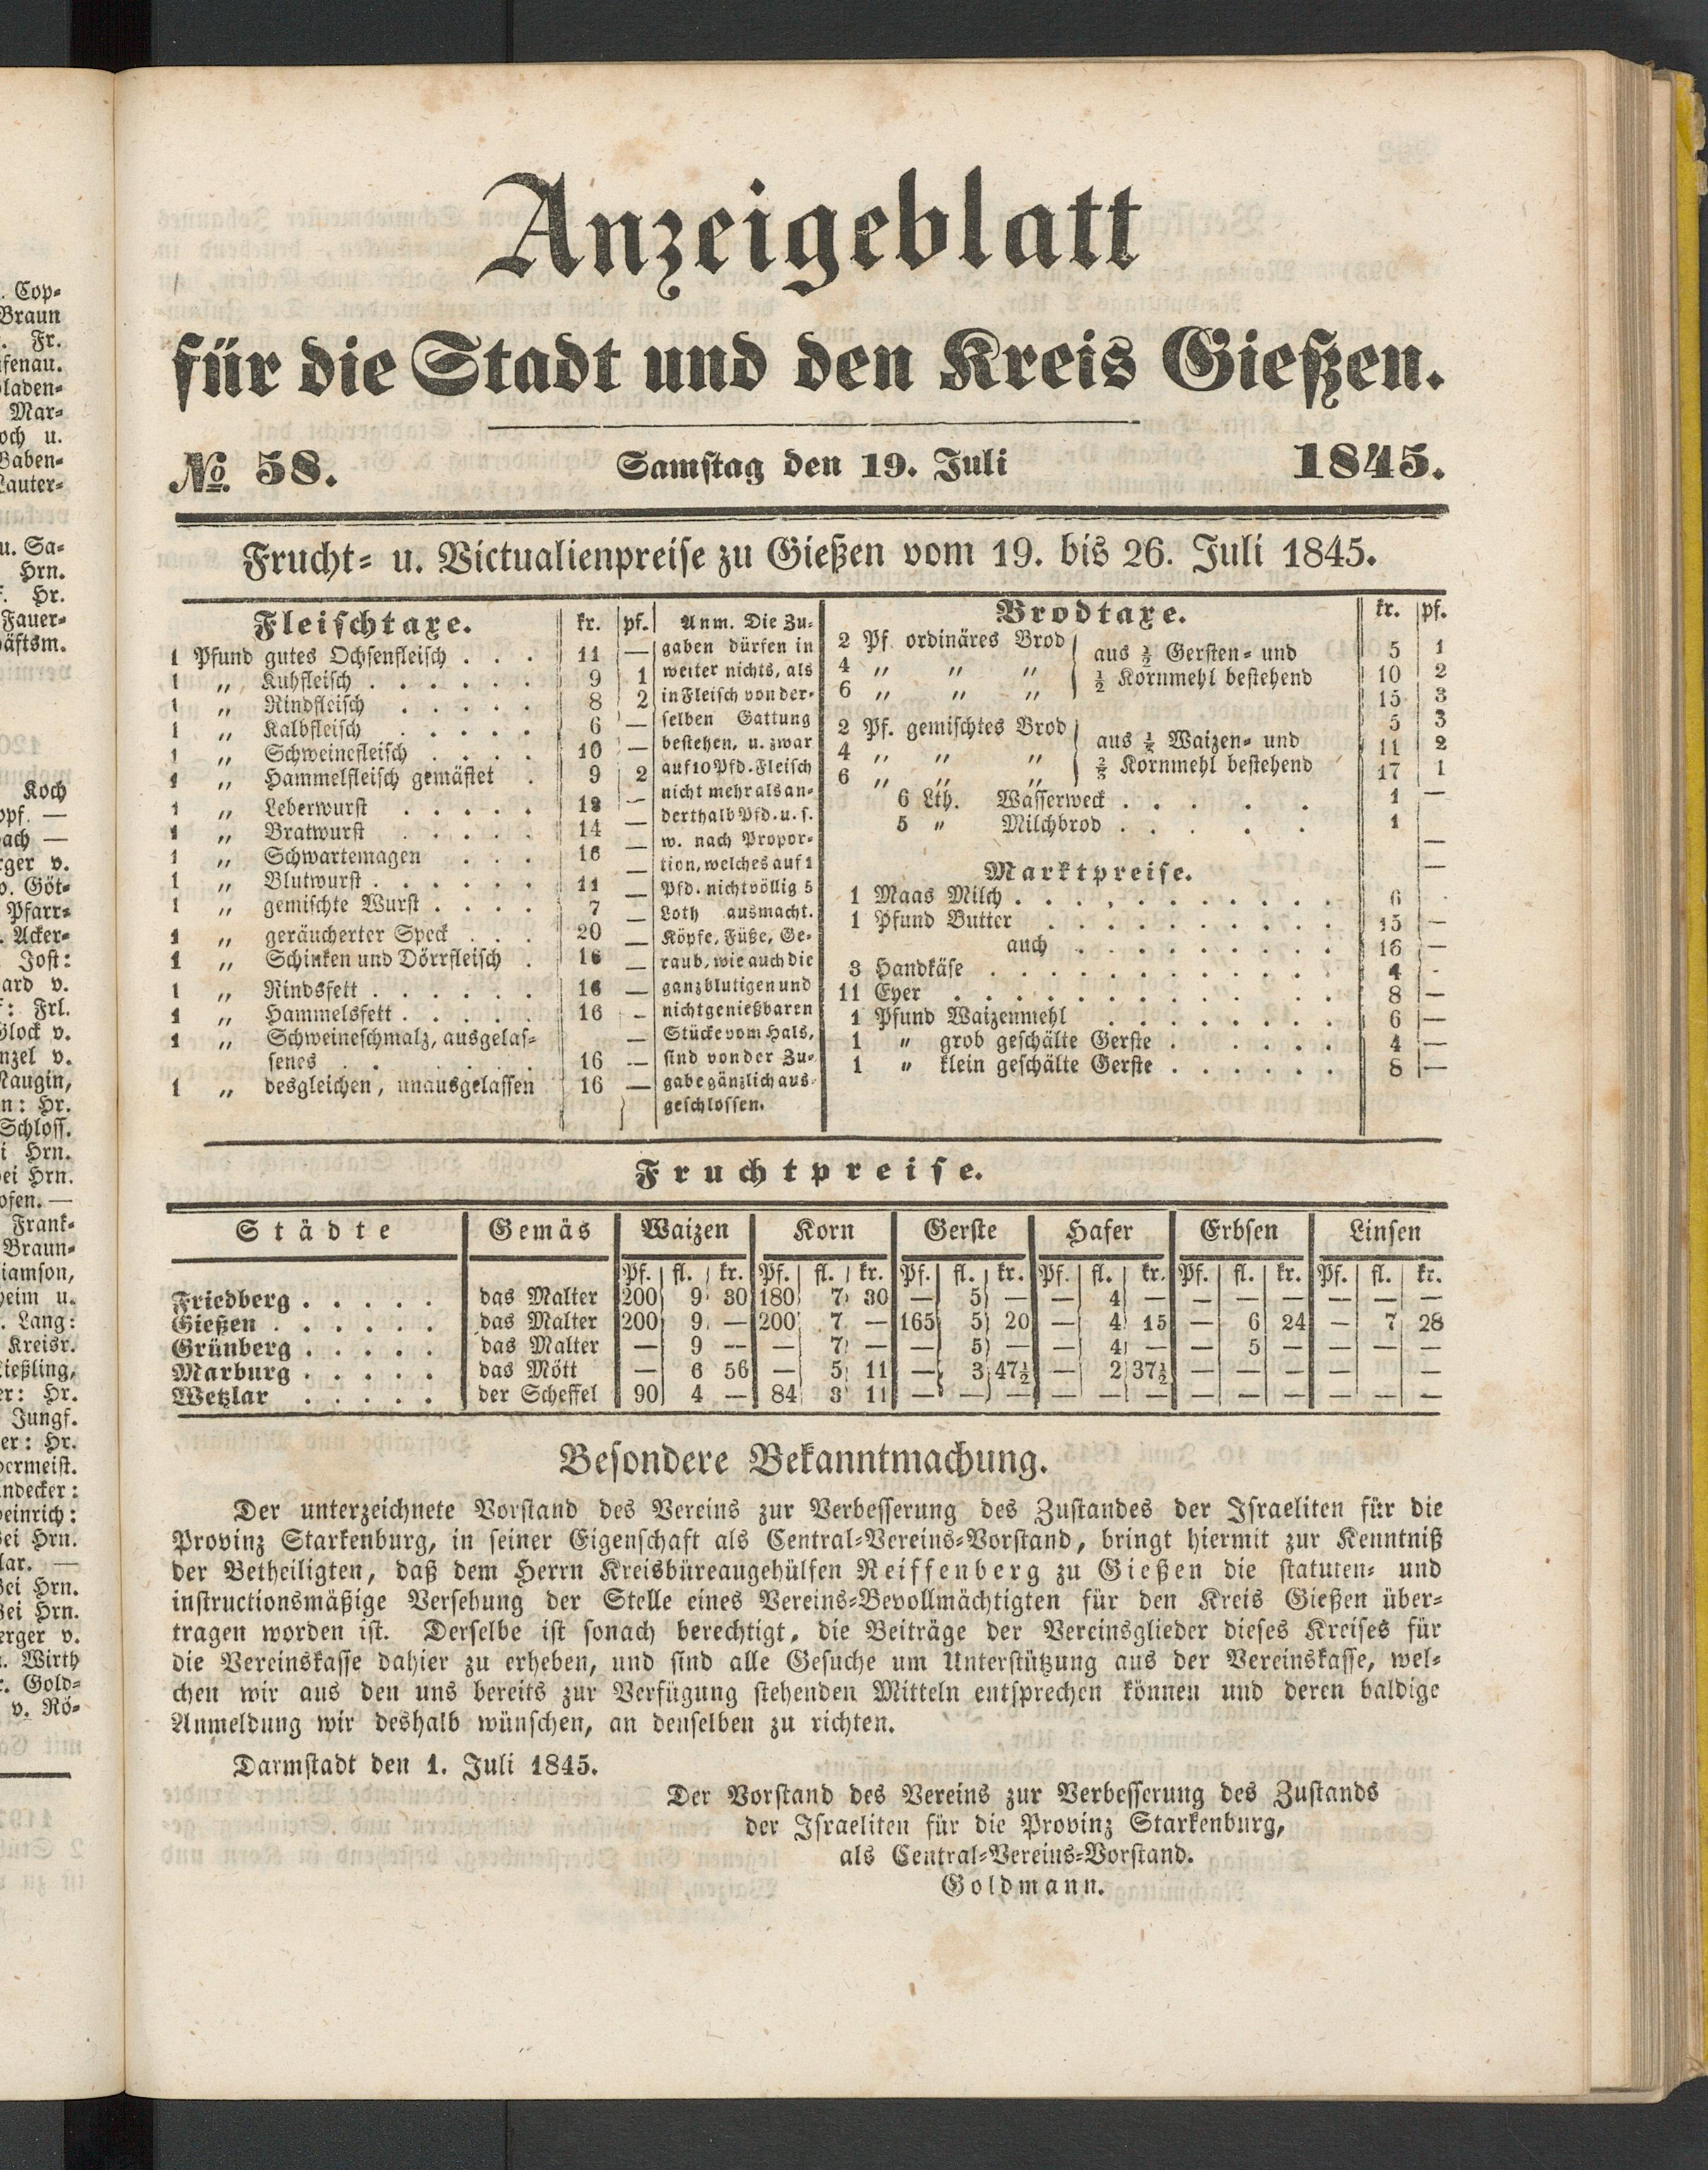 Anzeigeblatt
für die Stadt und den Kreis Gießen.
№ 58. Samstag den 19. Juli 1845.
Frucht- u. Victualienpreise zu Gießen vom 19. bis 26. Juli 1845.
Fleischtaxe. kr. pf.
1 Pfund gutes Ochsenfleisch . . . 11 —
1 „ Kuhfleisch . . . . . . 9 1
1 „ Rindfleisch . . . . . 8 2
1 „ Kalbfleisch . . . . . 6 —
1 „ Schweinefleisch . . . . 10 —
1 „ Hammelfleisch gemästet . 9 2
1 „ Leberwurst . . . . . —
1 „ Bratwurst . . . . . 14 —
1 „ Schwartemagen . . . 16 —
1 „ Blutwurst . . . . . . 11 —
1 „ gemischte Wurst . . . . 7 —
1 „ geräucherter Speck . . . 20 —
1 „ Schinken und Dörrfleisch . 16 —
1 „ Rindsfett . . . . . . 16 —
1 „ Hammelsfett . . . . . 16 —
1 „ Schweineschmalz, ausgelas-
senes . . . . . . 16 —
1 „ desgleichen, unausgelassen 16 —
Anm. Die Zu-
gaben dürfen in
weiter nichts, als
in Fleisch von der-
selben Gattung
bestehen, u. zwar
auf 10 Pfd. Fleisch
nicht mehr als an-
derthalb Pfd. u. s.
w. nach Propor-
tion, welches auf 1
Pfd. nicht völlig 5
Loth ausmacht.
Köpfe, Füße, Ge-
raub, wie auch die
ganz blutigen und
nicht genießbaren
Stücke vom Hals,
sind von der Zu-
gabe gänzlich aus-
geschlossen.
Brodtaxe. kr. pf.
2 Pf. ordinäres Brod aus ½ Gersten- und 5 1
4 „ „ „ ½ Kornmehl bestehend 10 2
6 „ „ „ 15 3
2 Pf. gemischtes Brod aus ⅓ Waizen- und 5 3
4 „ „ „ ⅔ Kornmehl bestehend 11 2
6 „ „ „ 17 1
6 Lth. Wasserweck . . . . . 1 —
5 „ Milchbrod . . . . . 1 —
Marktpreise.
1 Maas Milch . . . . . . . . . . . 6
1 Pfund Butter . . . . . . . . . 15 —
auch . . . . . . . . 16 —
3 Handkäse . . . . . . . . . . . 4
11 Eyer . . . . . . . . . . . 8 —
1 Pfund Waizenmehl . . . . . . . 6 —
1 „ grob geschälte Gerste . . . . . . 4 —
1 „ klein geschälte Gerste . . . . . . 8 —
Fruchtpreise.
Städte Gemäs Waizen Korn Gerste Hafer Erbsen Linsen
Pf. fl. kr. Pf. fl. kr. Pf. fl. kr. Pf. fl. kr. Pf. fl. kr. Pf. fl. kr.
Friedberg . . . . . das Malter 200 9 30 180 7 30 — 5 — — 4 — — — — — — —
Gießen . . . . . . das Malter 200 9 — 200 7 — 165 5 20 — 4 15 — 6 24 — 7 28
Grünberg . . . . . das Malter — 9 — — 7 — — 5 — — 4 — — 5 — — — —
Marburg . . . . . das Mött — 6 56 — 5 11 — 3 47½ — 2 37½ — — — — — —
Wetzlar . . . . . der Scheffel 90 4 — 84 3 11 — — — — — — — — — — — —
Besondere Bekanntmachung.
Der unterzeichnete Vorstand des Vereins zur Verbesserung des Zustandes der Israeliten für die
Provinz Starkenburg, in seiner Eigenschaft als Central-Vereins-Vorstand, bringt hiermit zur Kenntniß
der Betheiligten, daß dem Herrn Kreisbüreaugehülfen Reiffenberg zu Gießen die statuten- und
instructionsmäßige Versehung der Stelle eines Vereins-Bevollmächtigten für den Kreis Gießen über-
tragen worden ist. Derselbe ist sonach berechtigt, die Beiträge der Vereinsglieder dieses Kreises für
die Vereinskasse dahier zu erheben, und sind alle Gesuche um Unterstützung aus der Vereinskasse, wel-
chen wir aus den uns bereits zur Verfügung stehenden Mitteln entsprechen können und deren baldige
Anmeldung wir deshalb wünschen, an denselben zu richten.
Darmstadt den 1. Juli 1845.
Der Vorstand des Vereins zur Verbesserung des Zustands
der Israeliten für die Provinz Starkenburg,
als Central-Vereins-Vorstand.
Goldmann.